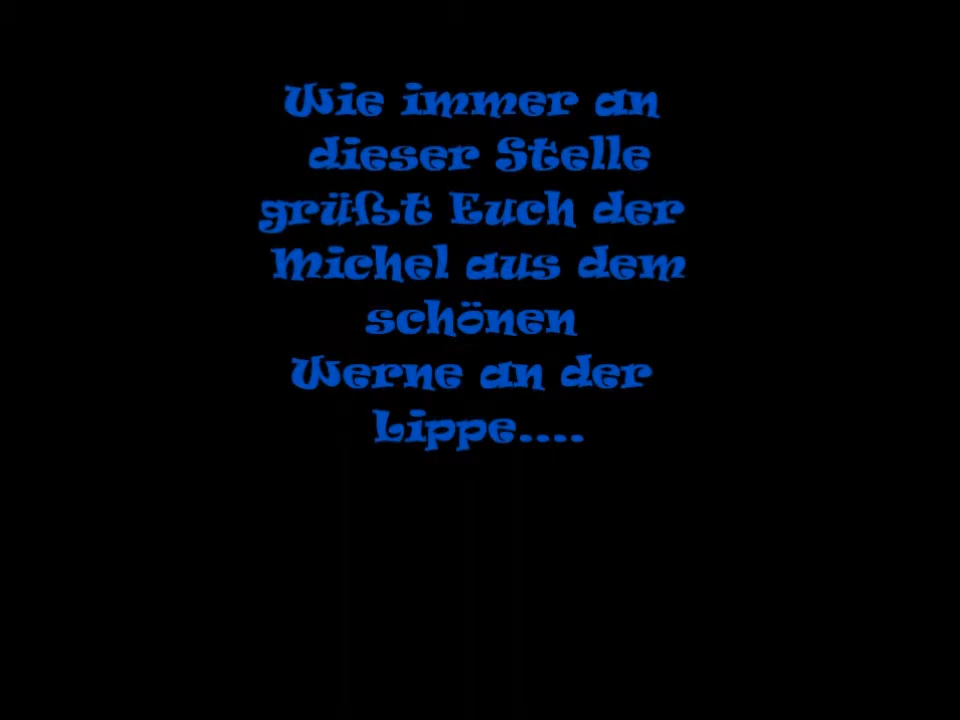 Wie immer an
dieser Stelle
grüßt Euch der
Michel aus dem
schönen
Werne an der
Lippe....